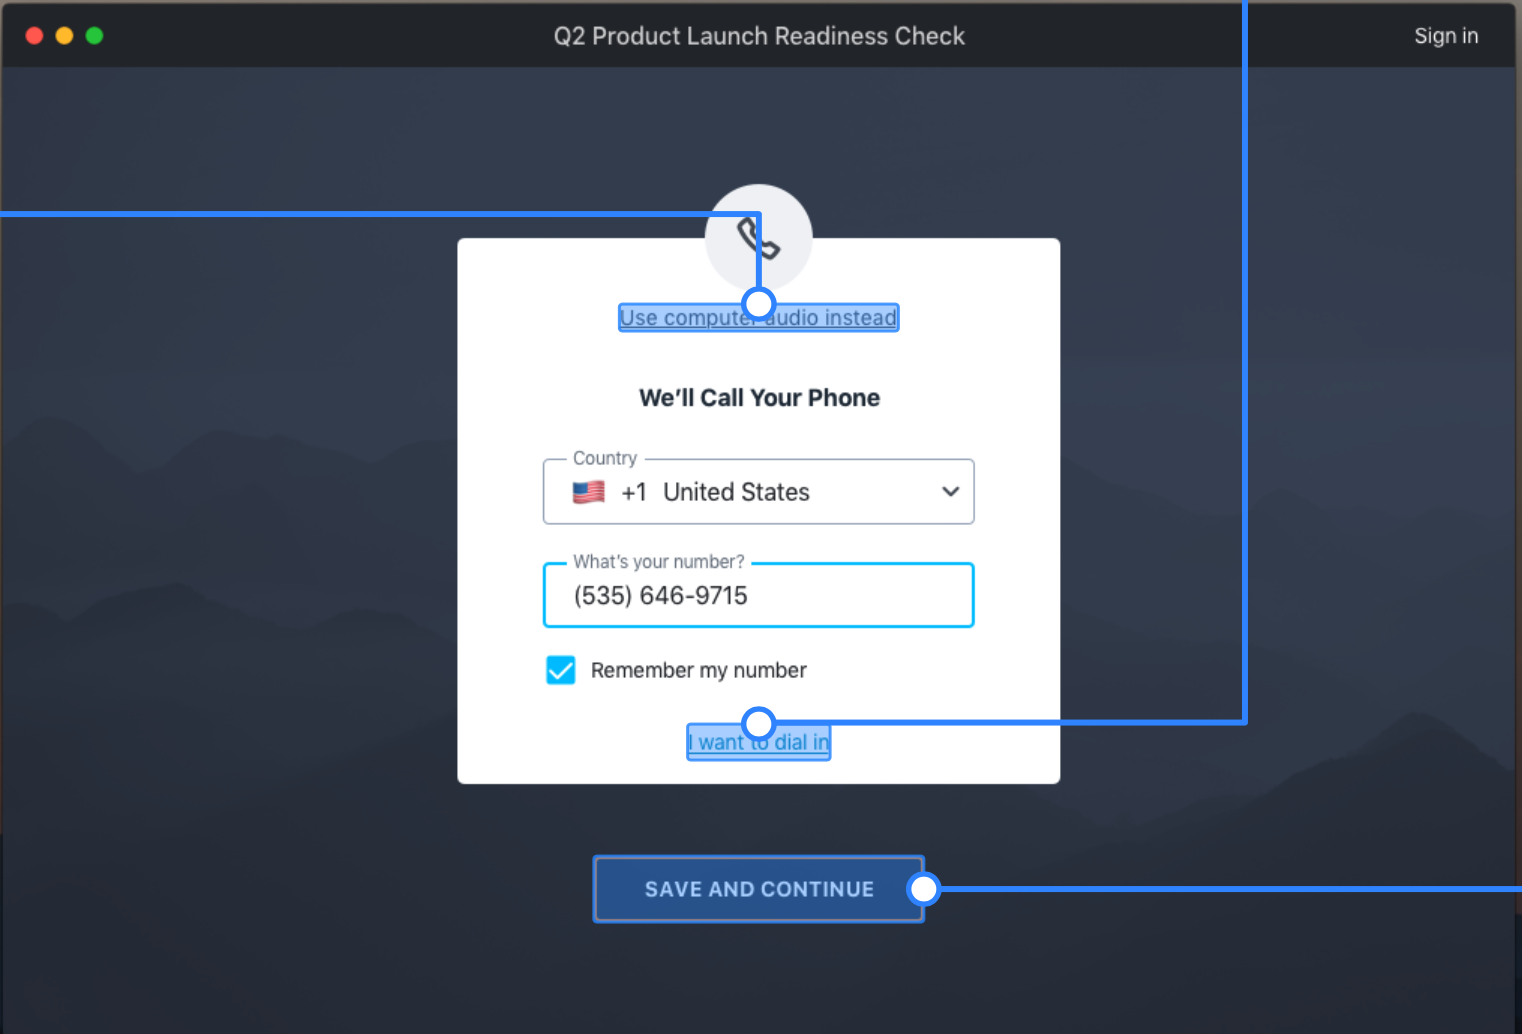 Q2 Product Launch Readiness Check
Sign in
Use computer audio instead
We’ll Call Your Phone
Country
+1 United States
What’s your number?
(535) 646-9715
Remember my number
I want to dial in
SAVE AND CONTINUE